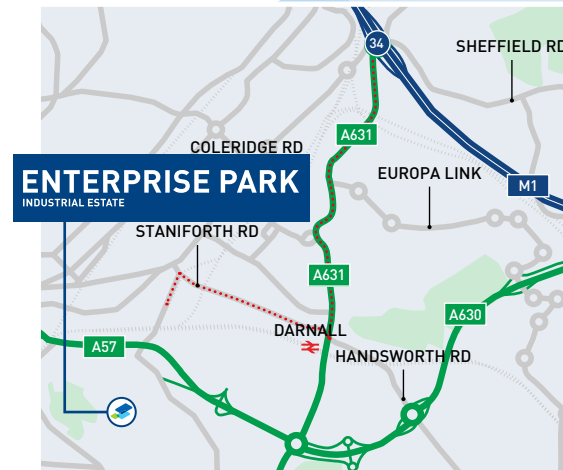 34
SHEFFIELD RD
A631
COLERIDGE RD
ENTERPRISE PARK
INDUSTRIAL ESTATE
EUROPA LINK
M1
STANIFORTH RD
A631
A630
DARNALL
A57
HANDSWORTH RD